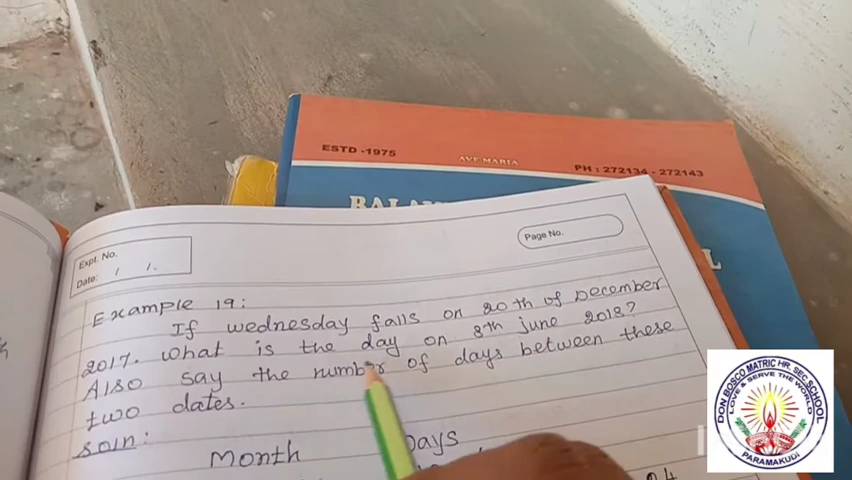 ESTD -1975
AVE MARIA
PH : 272134 - 272143
Expt. No.
Date: / /.
Page No.
Example 19:
If wednesday falls on 20th of December
2017. What is the day on 8th june 2018?
Also say the number of days between these
two dates.
Soln:
Month Days
DON BOSCO MATRIC HR. SEC SCHOOL
LOVE & SERVE THE WORLD
PARAMAKUDI